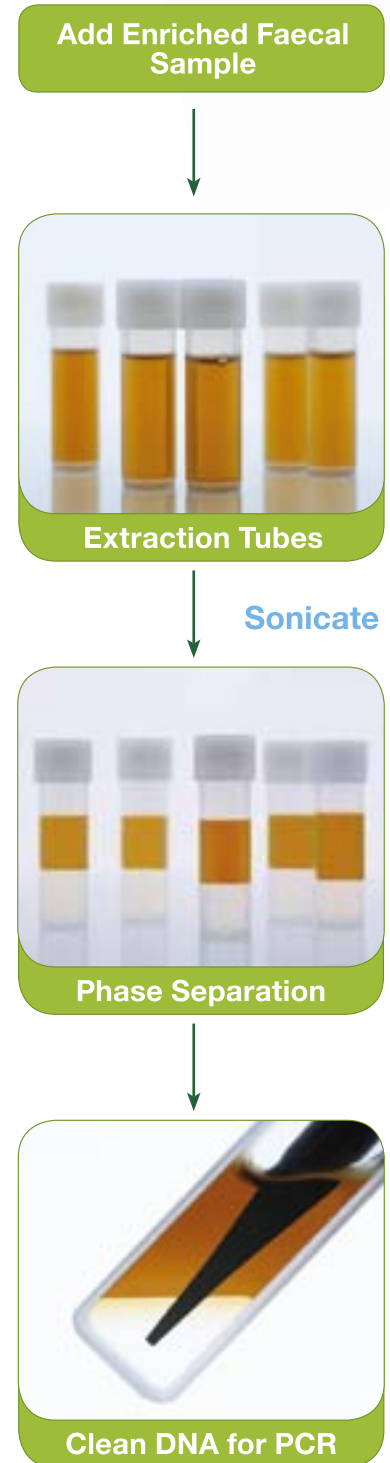 Add Enriched Faecal
Sample
Extraction Tubes
Sonicate
Phase Separation
Clean DNA for PCR